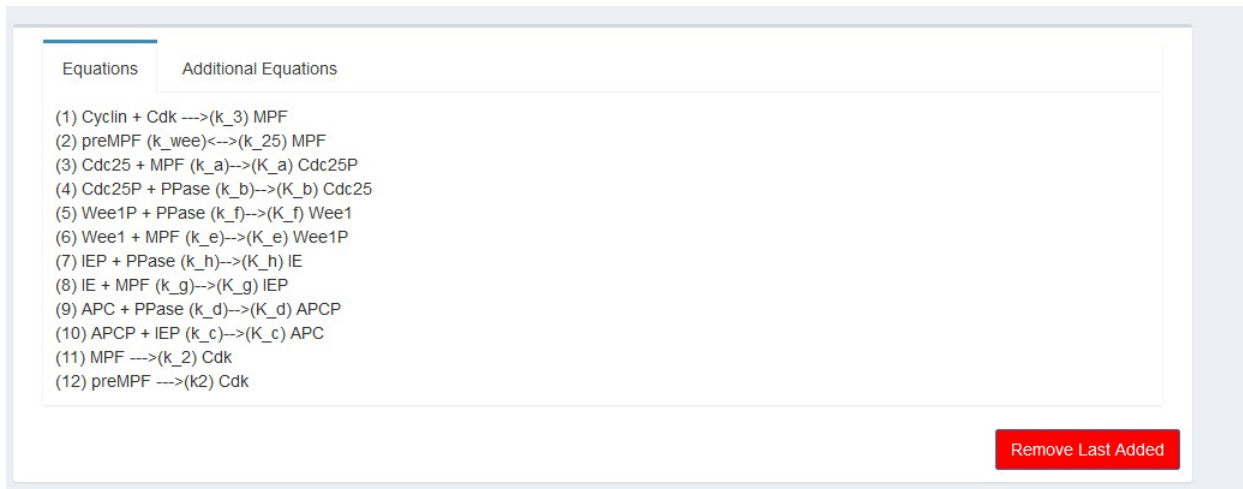 Equations Additional Equations
(1) Cyclin + Cdk --->(k_3) MPF
(2) preMPF (k_wee)<-->(k_25) MPF
(3) Cdc25 + MPF (k_a)-->(K_a) Cdc25P
(4) Cdc25P + PPase (k_b)-->(K_b) Cdc25
(5) Wee1P + PPase (k_f)-->(K_f) Wee1
(6) Wee1 + MPF (k_e)-->(K_e) Wee1P
(7) IEP + PPase (k_h)-->(K_h) IE
(8) IE + MPF (k_g)-->(K_g) IEP
(9) APC + PPase (k_d)-->(K_d) APCP
(10) APCP + IEP (k_c)-->(K_c) APC
(11) MPF --->(k_2) Cdk
(12) preMPF --->(k2) Cdk
Remove Last Added